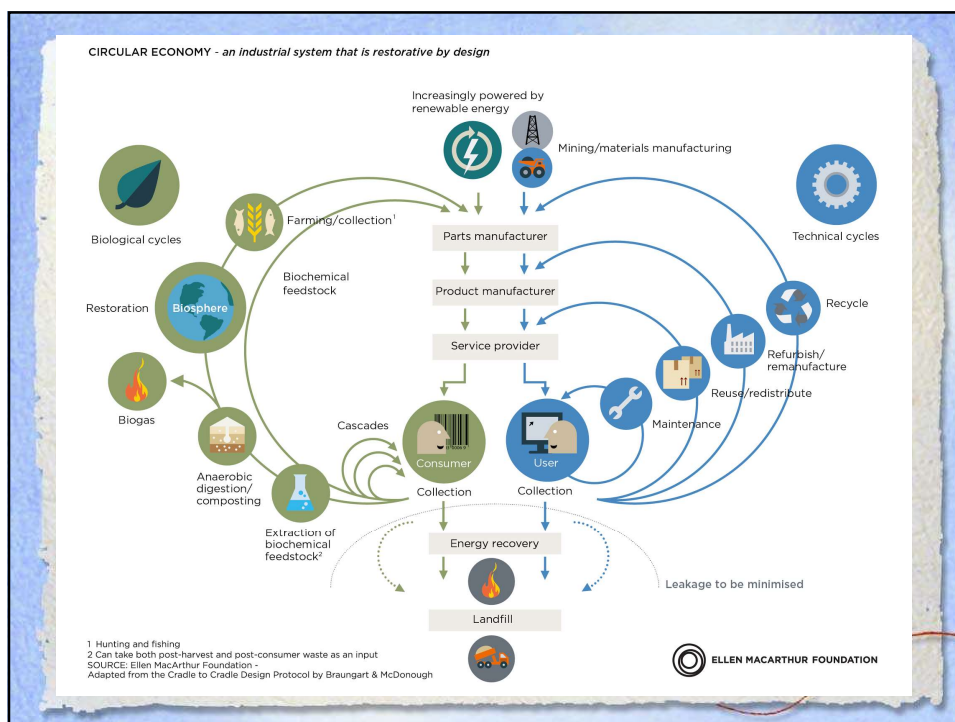 CIRCULAR ECONOMY - an industrial system that is restorative by design
Increasingly powered by
renewable energy
Mining/materials manufacturing
Biological cycles
Farming/collection¹
Parts manufacturer
Technical cycles
Biochemical
feedstock
Restoration
Biosphere
Product manufacturer
Recycle
Service provider
Refurbish/
remanufacture
Reuse/redistribute
Biogas
Cascades
Maintenance
Consumer
User
Collection
Collection
Anaerobic
digestion/
composting
Extraction of
biochemical
feedstock²
Energy recovery
Leakage to be minimised
Landfill
1 Hunting and fishing
2 Can take both post-harvest and post-consumer waste as an input
SOURCE: Ellen MacArthur Foundation -
Adapted from the Cradle to Cradle Design Protocol by Braungart & McDonough
ELLEN MACARTHUR FOUNDATION